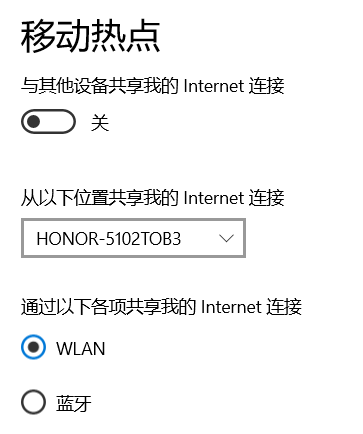 移动热点
与其他设备共享我的 Internet 连接
关
从以下位置共享我的 Internet 连接
HONOR-5102TOB3
通过以下各项共享我的 Internet 连接
WLAN
蓝牙